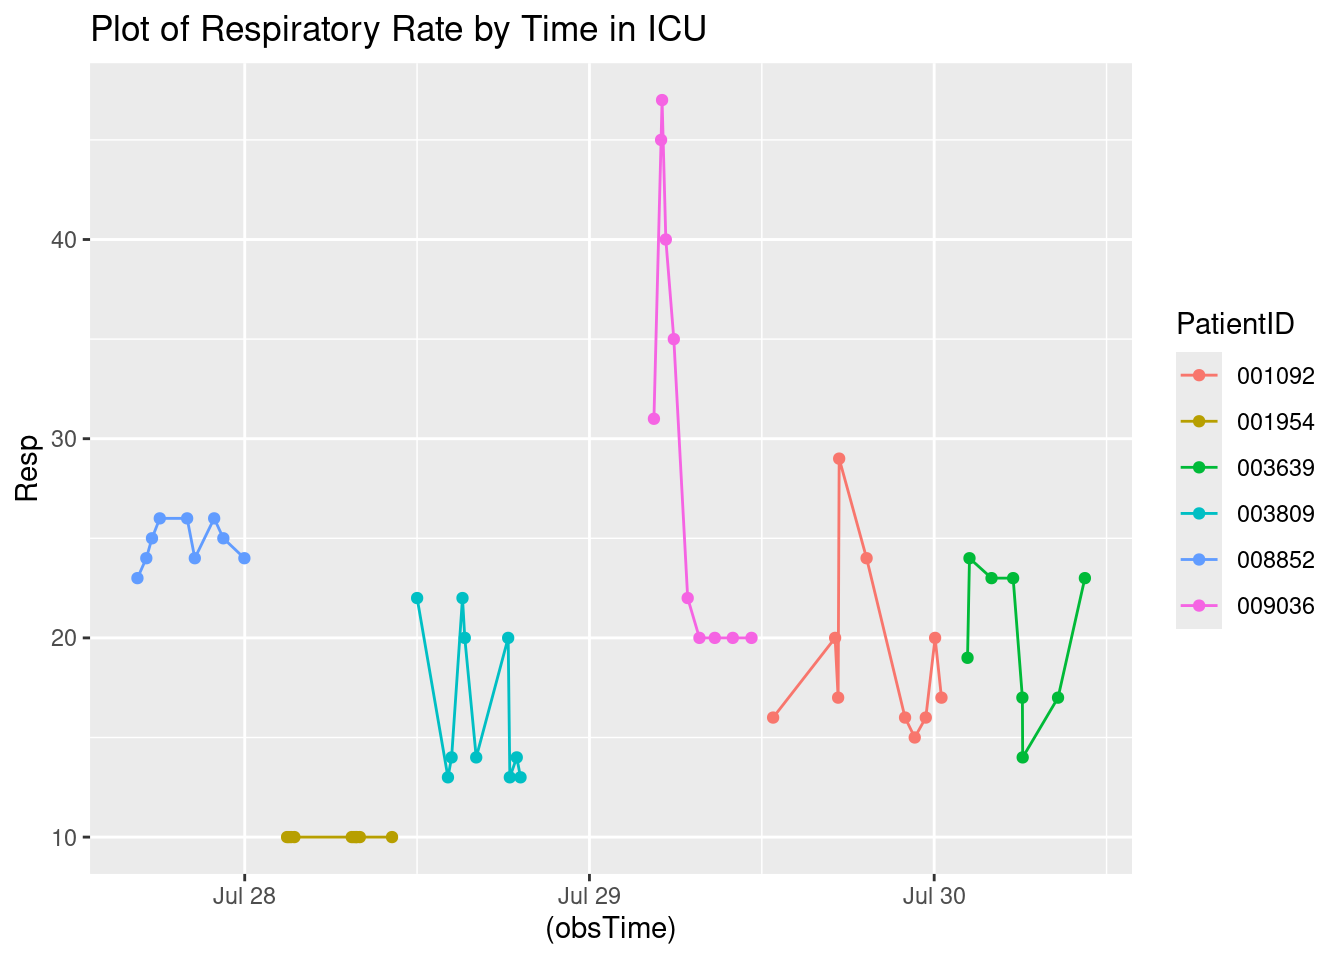 Plot of Respiratory Rate by Time in ICU
40
30
20
10
Resp
Jul 28
Jul 29
Jul 30
(obsTime)
PatientID
001092
001954
003639
003809
008852
009036